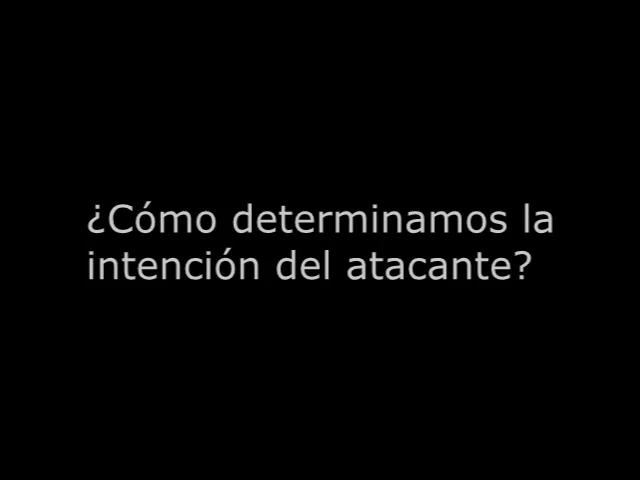 ¿Cómo determinamos la
intención del atacante?